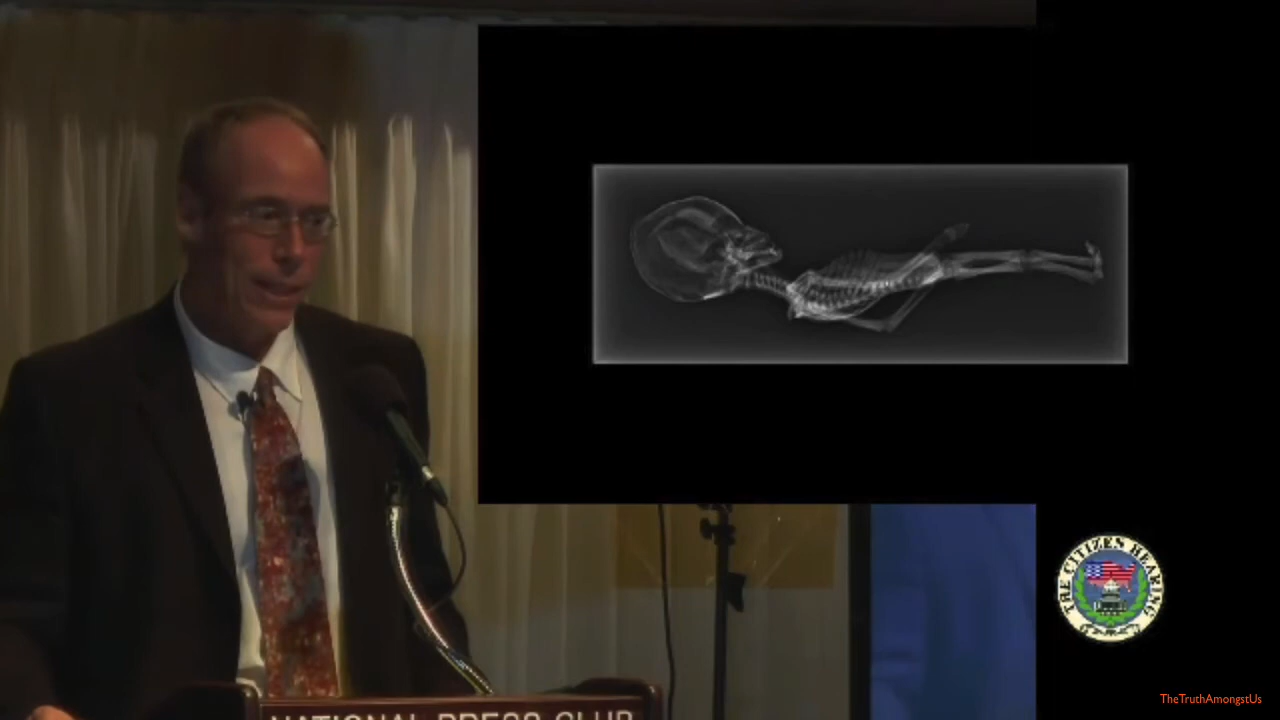 THE CITIZEN HEARING
TheTruthAmongstUs
NATIONAL PRESS CLUB